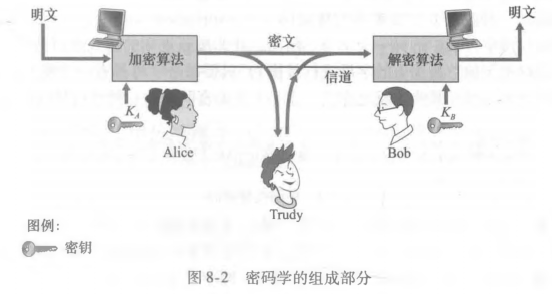 明文
明文
加密算法
密文
信道
解密算法
K_A
K_B
Alice
Bob
Trudy
图例:
密钥
图 8-2 密码学的组成部分